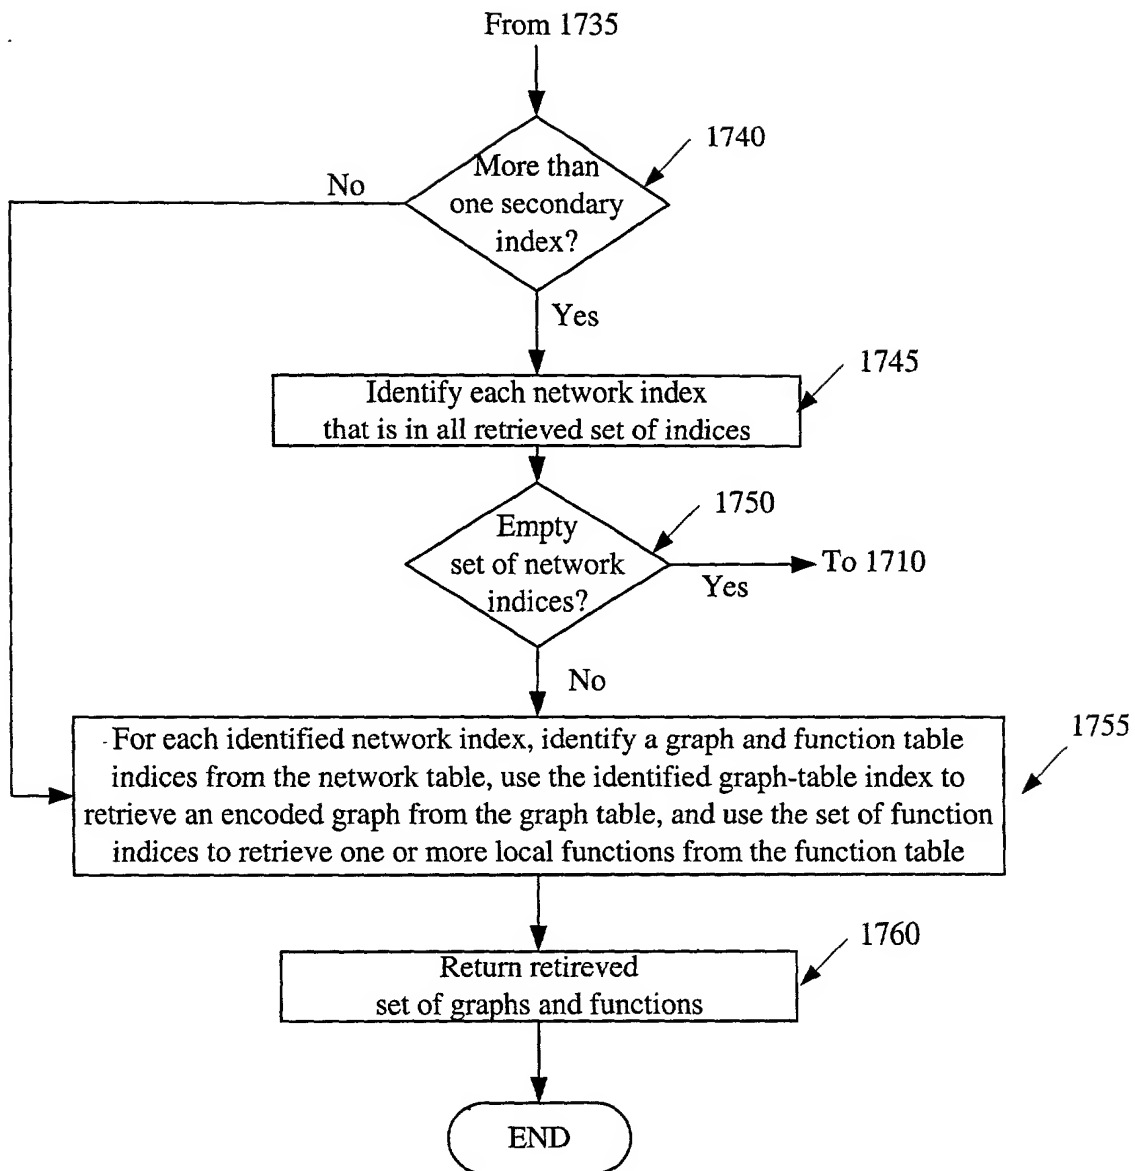 From 1735
1740
More than
one secondary
index?
No
Yes
1745
Identify each network index
that is in all retrieved set of indices
1750
Empty
set of network
indices?
To 1710
Yes
No
1755
For each identified network index, identify a graph and function table
indices from the network table, use the identified graph-table index to
retrieve an encoded graph from the graph table, and use the set of function
indices to retrieve one or more local functions from the function table
1760
Return retireved
set of graphs and functions
END